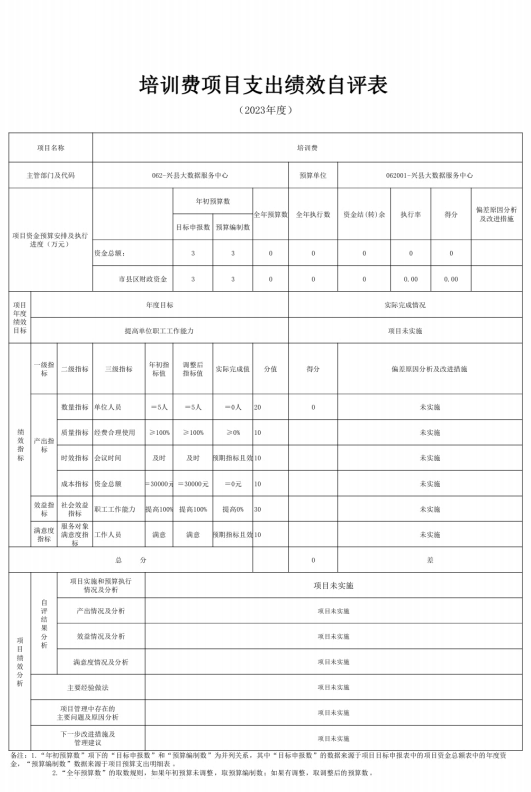 培训费项目支出绩效自评表
（2023年度）
项目名称 培训费
主管部门及代码 062-兴县大数据服务中心 预算单位 062001-兴县大数据服务中心
项目资金预算安排及执行进度（万元） 年初预算数 全年预算数 全年执行数 资金结(转)余 执行率 得分 偏差原因分析及改进措施
目标申报数 预算编制数
资金总额： 3 3 0 0 0 0 0
市县区财政资金 3 3 0 0 0 0.00 0.00
项目年度绩效目标 年度目标 实际完成情况
提高单位职工工作能力 项目未实施
绩效指标 一级指标 二级指标 三级指标 年初指标值 调整后指标值 实际完成值 分值 得分 偏差原因分析及改进措施
产出指标 数量指标 单位人员 ＝5人 ＝5人 ＝0人 20 0 未实施
质量指标 经费合理使用 ≥100% ≥100% ≥0% 10 未实施
时效指标 会议时间 及时 及时 预期指标且效 10 未实施
成本指标 资金总额 ＝30000元 ＝30000元 ＝0元 10 未实施
效益指标 社会效益指标 职工工作能力 提高100% 提高100% 提高0% 30 未实施
满意度指标 服务对象满意度指标 工作人员 满意 满意 预期指标且效 10 未实施
总 分 0 差
项目绩效分析 自评结果分析 项目实施和预算执行情况及分析 项目未实施
产出情况及分析 项目未实施
效益情况及分析 项目未实施
满意度情况及分析 项目未实施
主要经验做法 项目未实施
项目管理中存在的主要问题及原因分析 项目未实施
下一步改进措施及管理建议 项目未实施
备注：1.“年初预算数”项下的“目标申报数”和“预算编制数”为并列关系，其中“目标申报数”的数据来源于项目目标申报表中的项目资金总额表中的年度资
金，“预算编制数”数据来源于项目预算支出明细表。
2.“全年预算数”的取数规则：如果年初预算未调整，取预算编制数；如果有调整，取调整后的预算数。